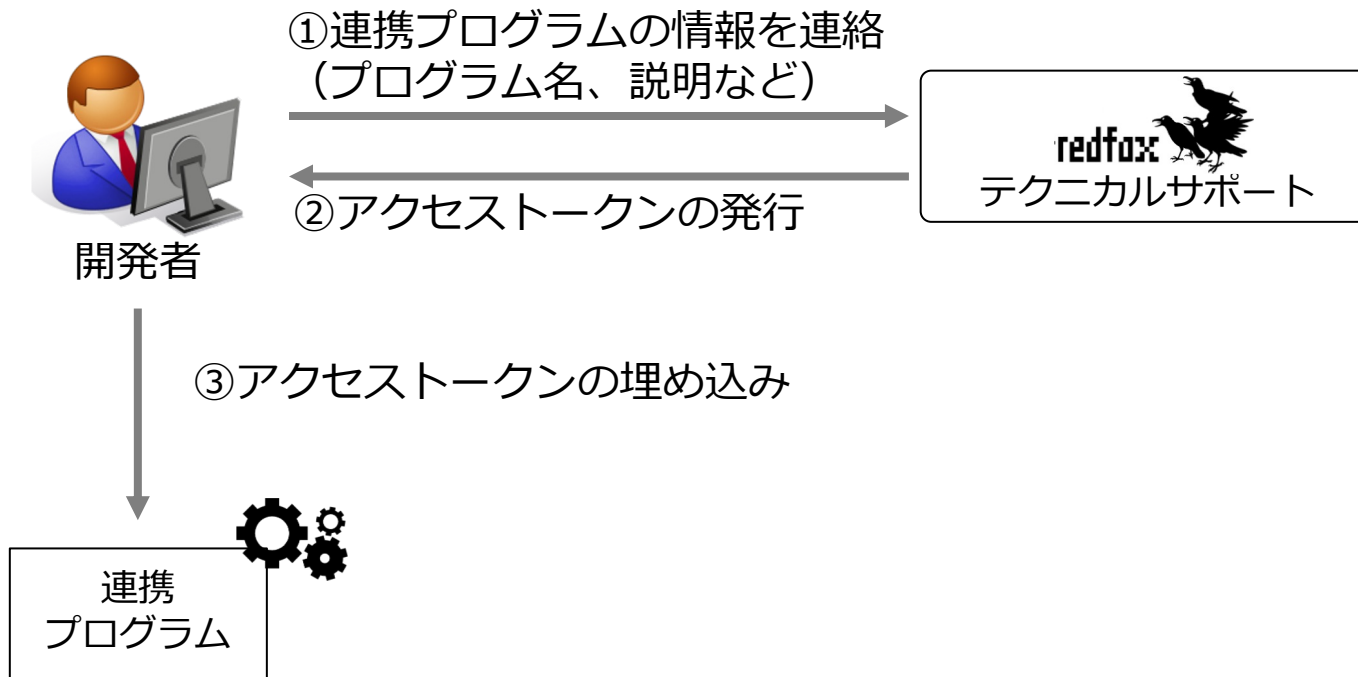 ①連携プログラムの情報を連絡
（プログラム名、説明など）
redfox
テクニカルサポート
②アクセストークンの発行
開発者
③アクセストークンの埋め込み
連携
プログラム